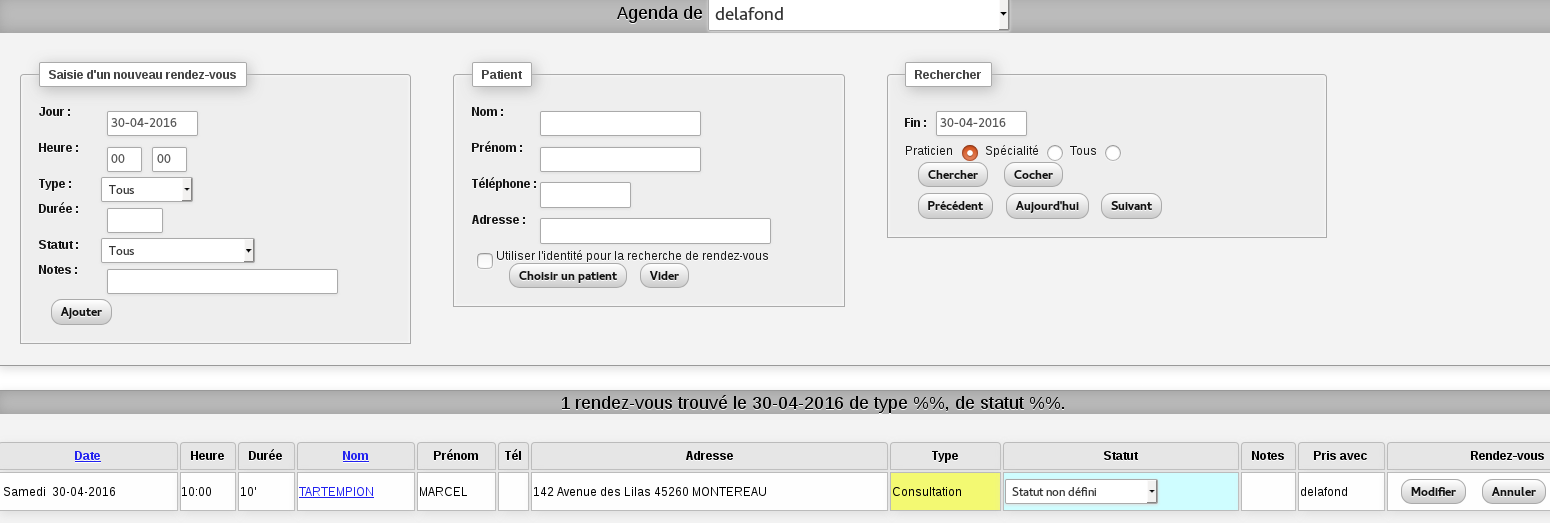 Agenda de delafond
Saisie d'un nouveau rendez-vous
Jour : 30-04-2016
Heure : 00 00
Type : Tous
Durée :
Statut : Tous
Notes :
Ajouter
Patient
Nom :
Prénom :
Téléphone :
Adresse :
Utiliser l'identité pour la recherche de rendez-vous
Choisir un patient Vider
Rechercher
Fin : 30-04-2016
Praticien Spécialité Tous
Chercher Cocher
Précédent Aujourd'hui Suivant
1 rendez-vous trouvé le 30-04-2016 de type %%, de statut %%.
Date Heure Durée Nom Prénom Tél Adresse Type Statut Notes Pris avec Rendez-vous
Samedi 30-04-2016 10:00 10' TARTEMPION MARCEL 142 Avenue des Lilas 45260 MONTEREAU Consultation Statut non défini delafond Modifier Annuler